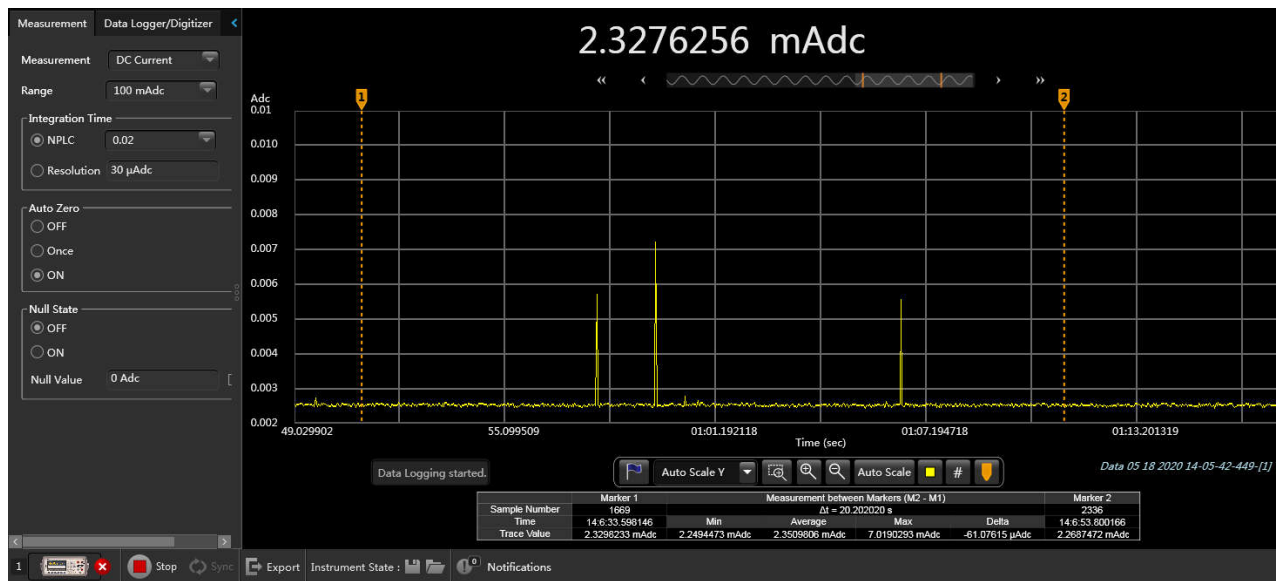 Measurement Data Logger/Digitizer
2.3276256 mAdc
Measurement DC Current
Range 100 mAdc
Integration Time
NPLC 0.02
Resolution 30 µAdc
Auto Zero
OFF
Once
ON
Null State
OFF
ON
Null Value 0 Adc
Adc
1
2
0.01
0.010
0.009
0.008
0.007
0.006
0.005
0.004
0.003
0.002
49.029902 55.099509 01:01.192118 01:07.194718 01:13.201319
Time (sec)
Data Logging started.
Auto Scale Y Auto Scale #
Data 05 18 2020 14-05-42-449-[1]
Marker 1 Measurement between Markers (M2 - M1) Marker 2
Sample Number 1669 Δt = 20.202020 s 2336
Time 14:6:33.598146 Min Average Max Delta 14:6:53.800166
Trace Value 2.3298233 mAdc 2.2494473 mAdc 2.3509806 mAdc 7.0190293 mAdc -61.07615 µAdc 2.2687472 mAdc
1 Stop Sync Export Instrument State : 0 Notifications